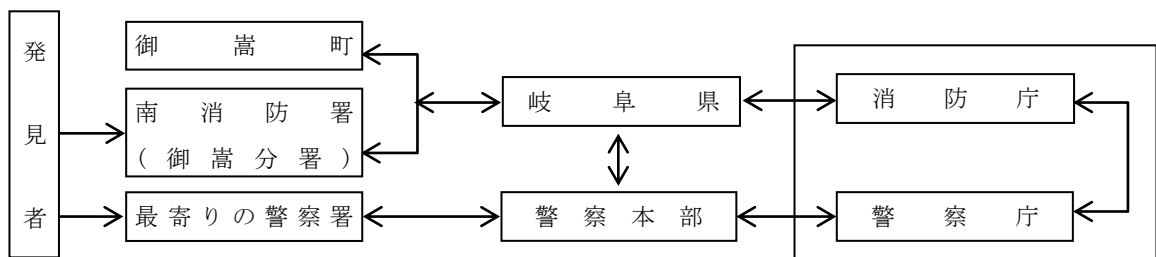 発見者
御嵩町
南消防署
(御嵩分署)
最寄りの警察署
岐阜県
警察本部
消防庁
警察庁